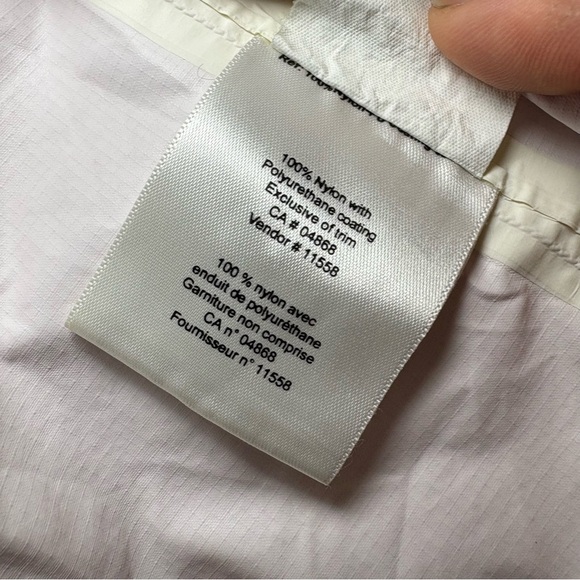 100% Nylon with
Polyurethane coating
Exclusive of trim
CA # 04868
Vendor # 11558
100 % nylon avec
enduit de polyuréthane
Garniture non comprise
CA n° 04868
Fournisseur n° 11558